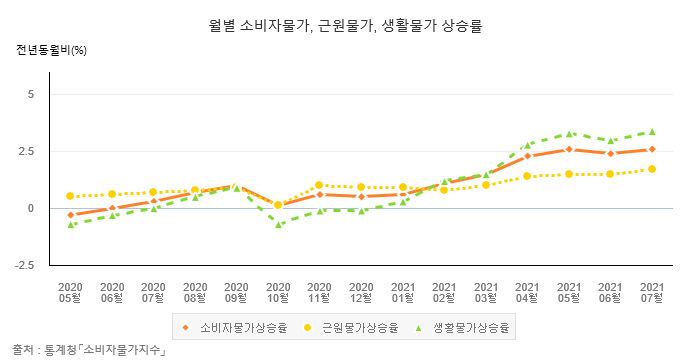 월별 소비자물가, 근원물가, 생활물가 상승률
전년동월비(%)
5
2.5
0
-2.5
2020 2020 2020 2020 2020 2020 2020 2020 2021 2021 2021 2021 2021 2021 2021
05월 06월 07월 08월 09월 10월 11월 12월 01월 02월 03월 04월 05월 06월 07월
소비자물가상승률 근원물가상승률 생활물가상승률
출처 : 통계청「소비자물가지수」